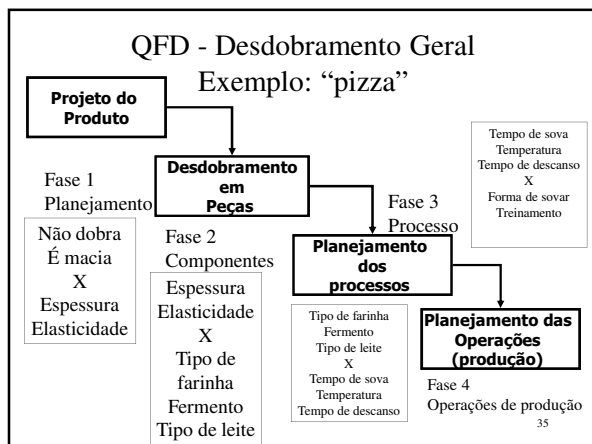 QFD - Desdobramento Geral
Exemplo: “pizza”
Projeto do
Produto
Fase 1
Planejamento
Não dobra
É macia
X
Espessura
Elasticidade
Desdobramento
em
Peças
Fase 2
Componentes
Espessura
Elasticidade
X
Tipo de
farinha
Fermento
Tipo de leite
Fase 3
Processo
Planejamento
dos
processos
Tipo de farinha
Fermento
Tipo de leite
X
Tempo de sova
Temperatura
Tempo de descanso
Tempo de sova
Temperatura
Tempo de descanso
X
Forma de sovar
Treinamento
Planejamento das
Operações
(produção)
Fase 4
Operações de produção
35